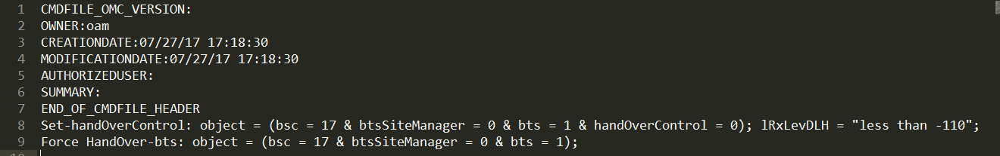 1 CMDFILE_OMC_VERSION:
2 OWNER:oam
3 CREATIONDATE:07/27/17 17:18:30
4 MODIFICATIONDATE:07/27/17 17:18:30
5 AUTHORIZEDUSER:
6 SUMMARY:
7 END_OF_CMDFILE_HEADER
8 Set-handOverControl: object = (bsc = 17 & btsSiteManager = 0 & bts = 1 & handOverControl = 0); lRxLevDLH = "less than -110";
9 Force HandOver-bts: object = (bsc = 17 & btsSiteManager = 0 & bts = 1);
10